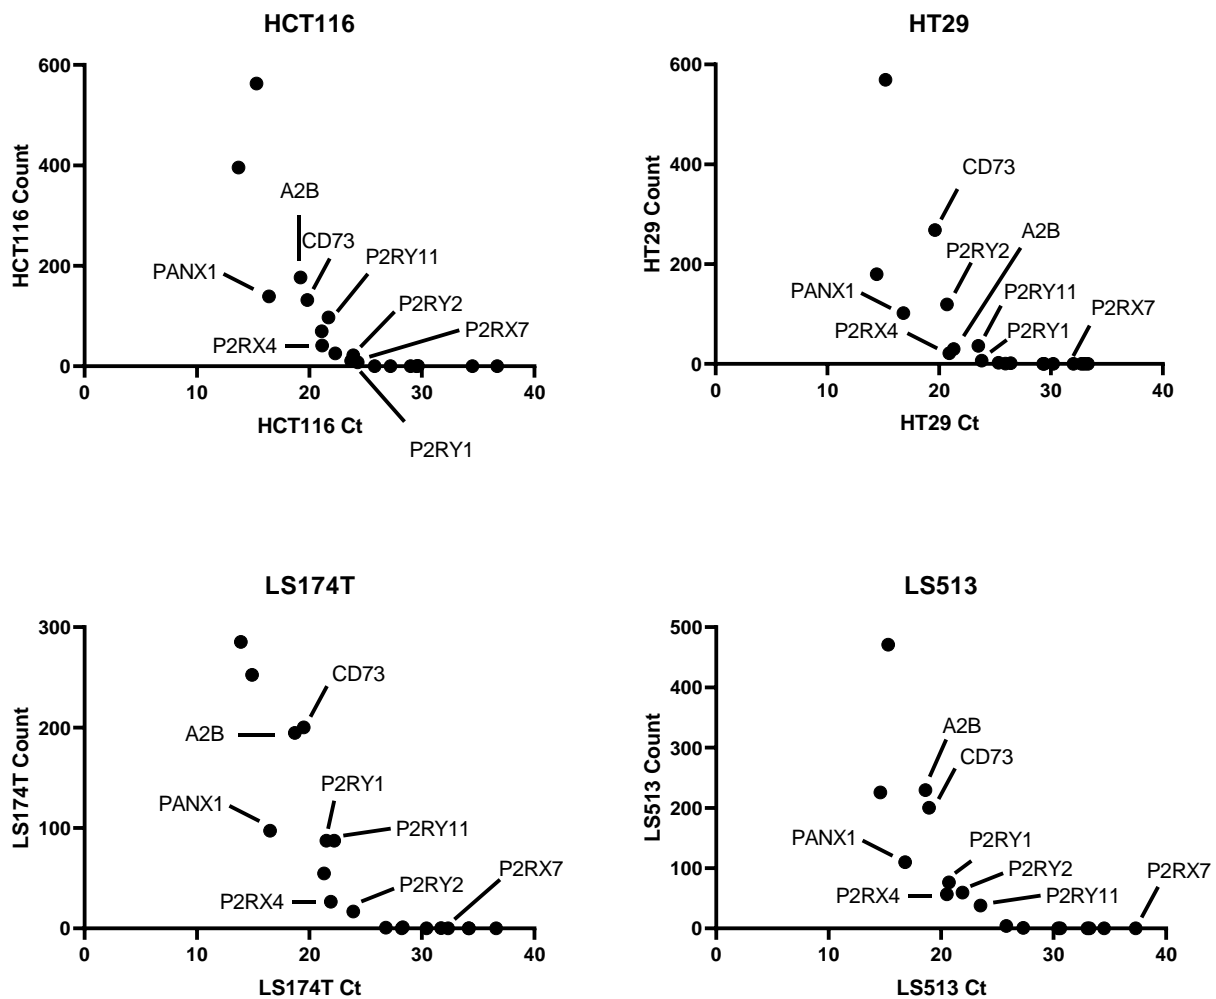 HCT116
HT29
600
400
200
0
HCT116 Count
A2B
CD73
P2RY11
PANX1
P2RY2
P2RX7
P2RX4
P2RY1
0 10 20 30 40
HCT116 Ct
600
400
200
0
HT29 Count
CD73
A2B
P2RY2
PANX1
P2RY11
P2RX7
P2RX4
P2RY1
0 10 20 30 40
HT29 Ct
LS174T
LS513
300
200
100
0
LS174T Count
CD73
A2B
P2RY1
PANX1
P2RY11
P2RX7
P2RY2
P2RX4
0 10 20 30 40
LS174T Ct
500
400
300
200
100
0
LS513 Count
A2B
CD73
PANX1
P2RY1
P2RY2
P2RX7
P2RX4
P2RY11
0 10 20 30 40
LS513 Ct